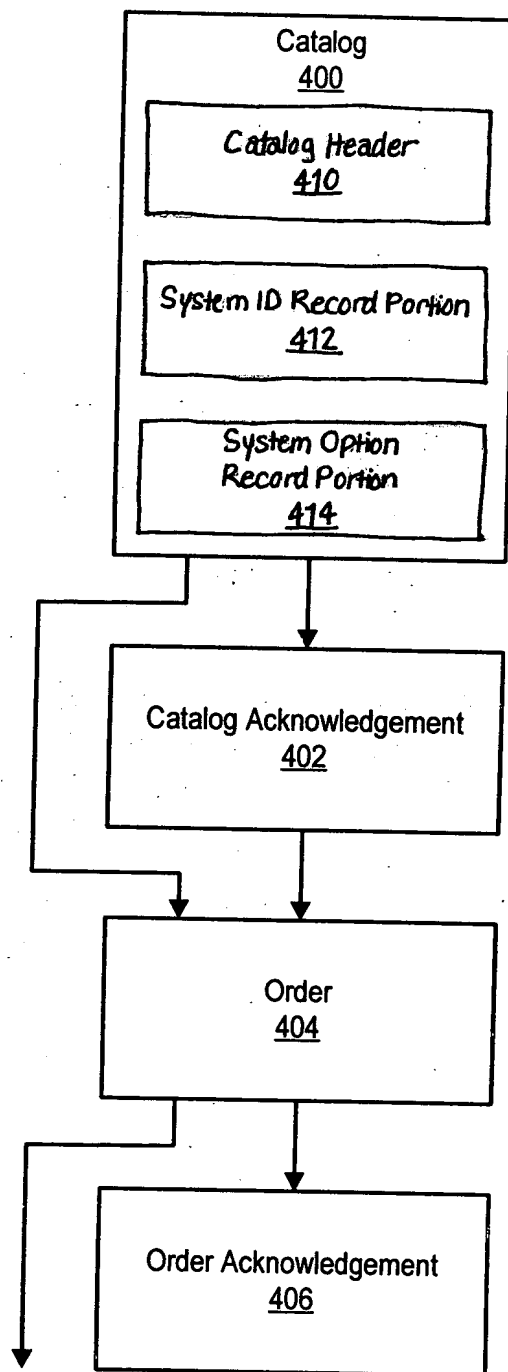 Catalog
400
Catalog Header
410
System ID Record Portion
412
System Option
Record Portion
414
Catalog Acknowledgement
402
Order
404
Order Acknowledgement
406